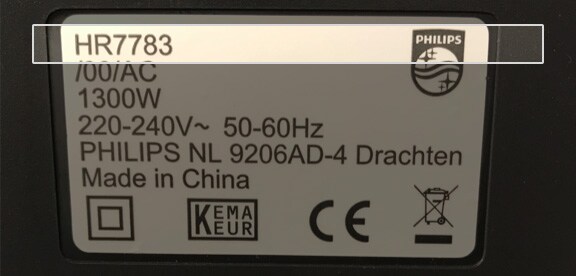 HR7783
PHILIPS
/00/AC
1300W
220-240V~ 50-60Hz
PHILIPS NL 9206AD-4 Drachten
Made in China
KEMA
KEUR
CE